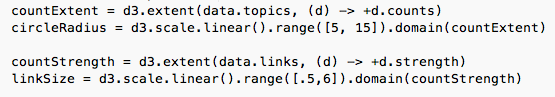 countExtent = d3.extent(data.topics, (d) -> +d.counts)
circleRadius = d3.scale.linear().range([5, 15]).domain(countExtent)
countStrength = d3.extent(data.links, (d) -> +d.strength)
linkSize = d3.scale.linear().range([.5,6]).domain(countStrength)